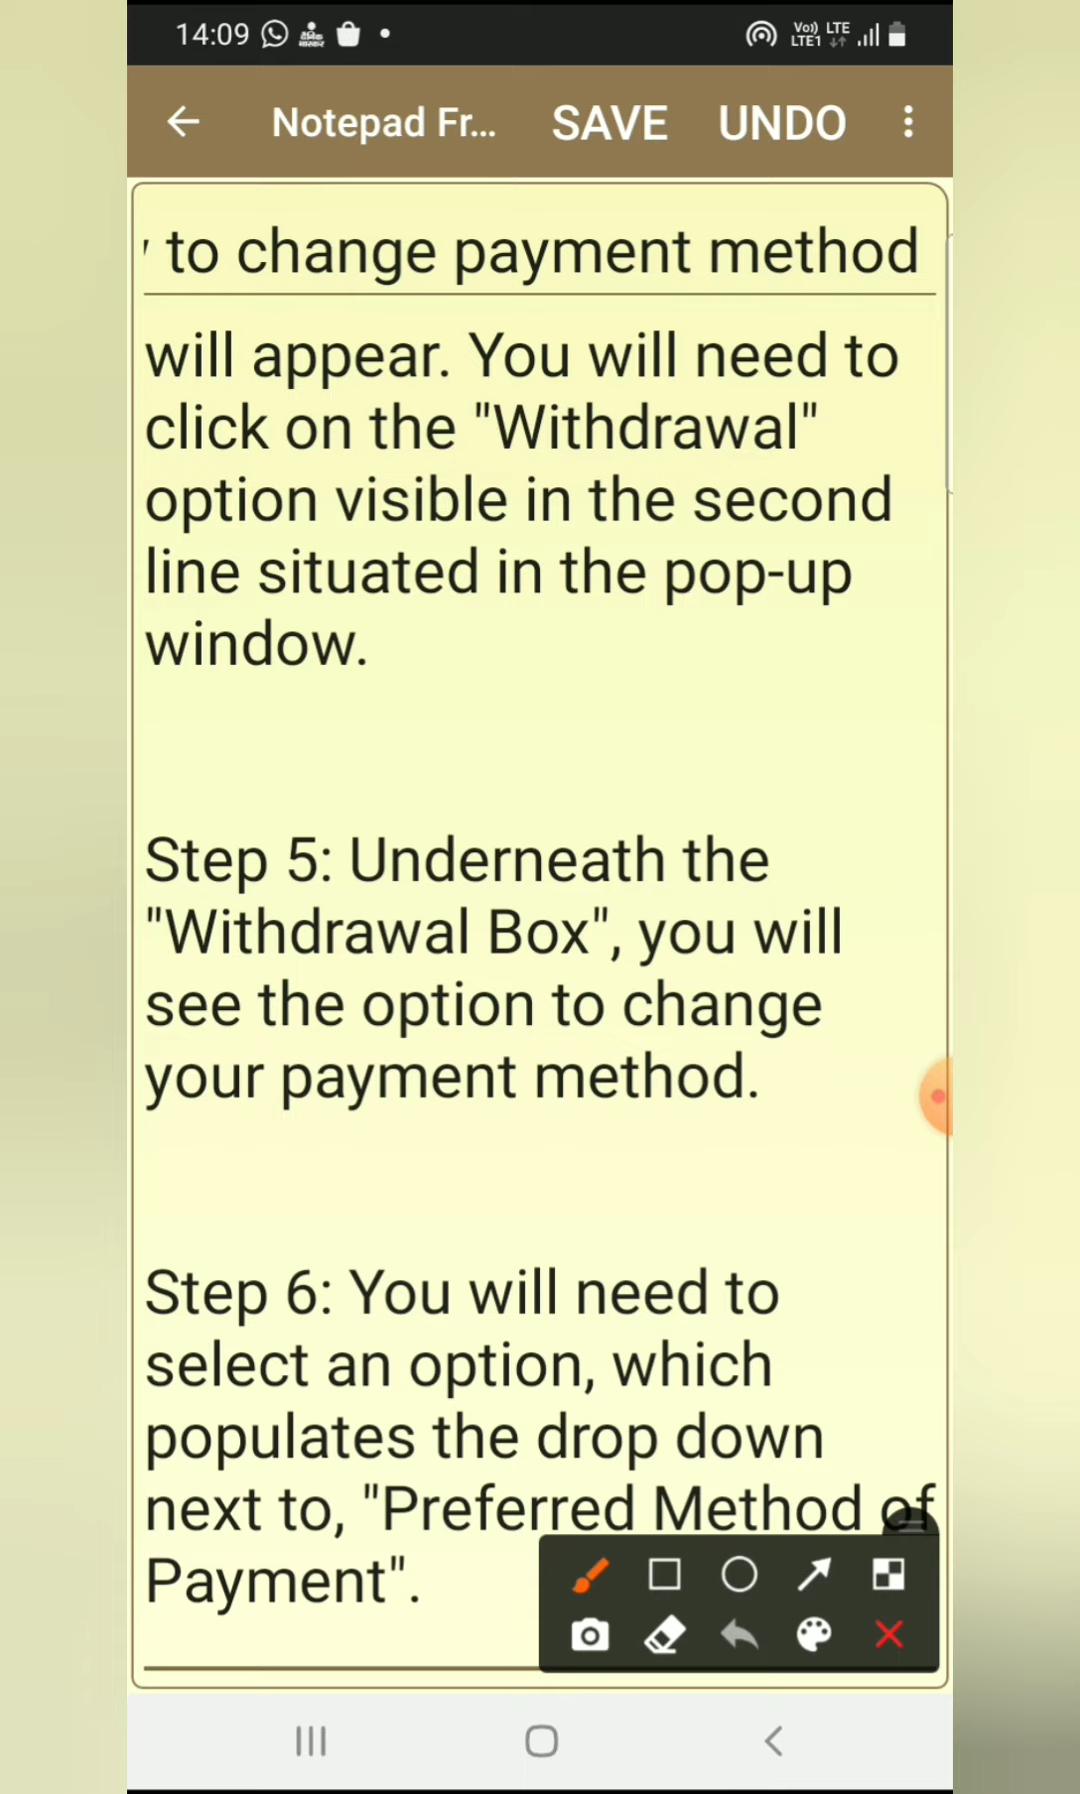 14:09
Vo)) LTE
LTE1
Notepad Fr...
SAVE
UNDO
to change payment method
will appear. You will need to
click on the "Withdrawal"
option visible in the second
line situated in the pop-up
window.
Step 5: Underneath the
"Withdrawal Box", you will
see the option to change
your payment method.
Step 6: You will need to
select an option, which
populates the drop down
next to, "Preferred Method of
Payment".